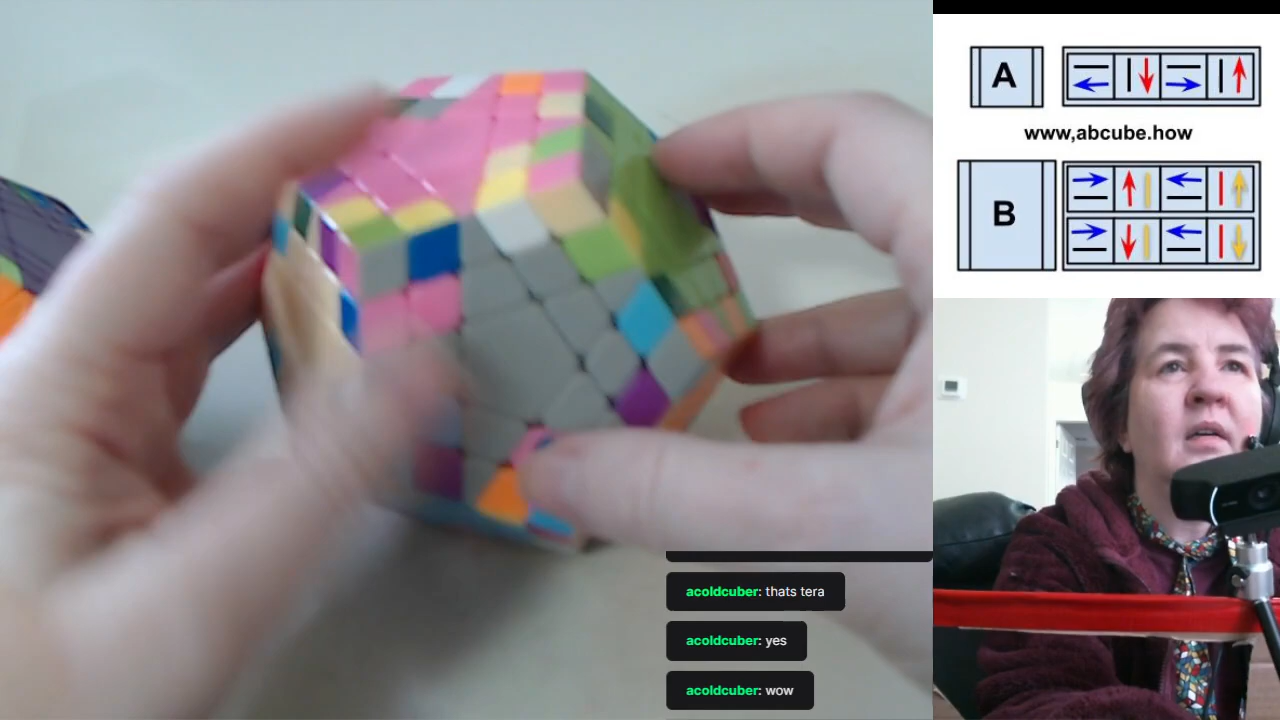 A
www,abcube.how
B
acoldcuber: thats tera
acoldcuber: yes
acoldcuber: wow